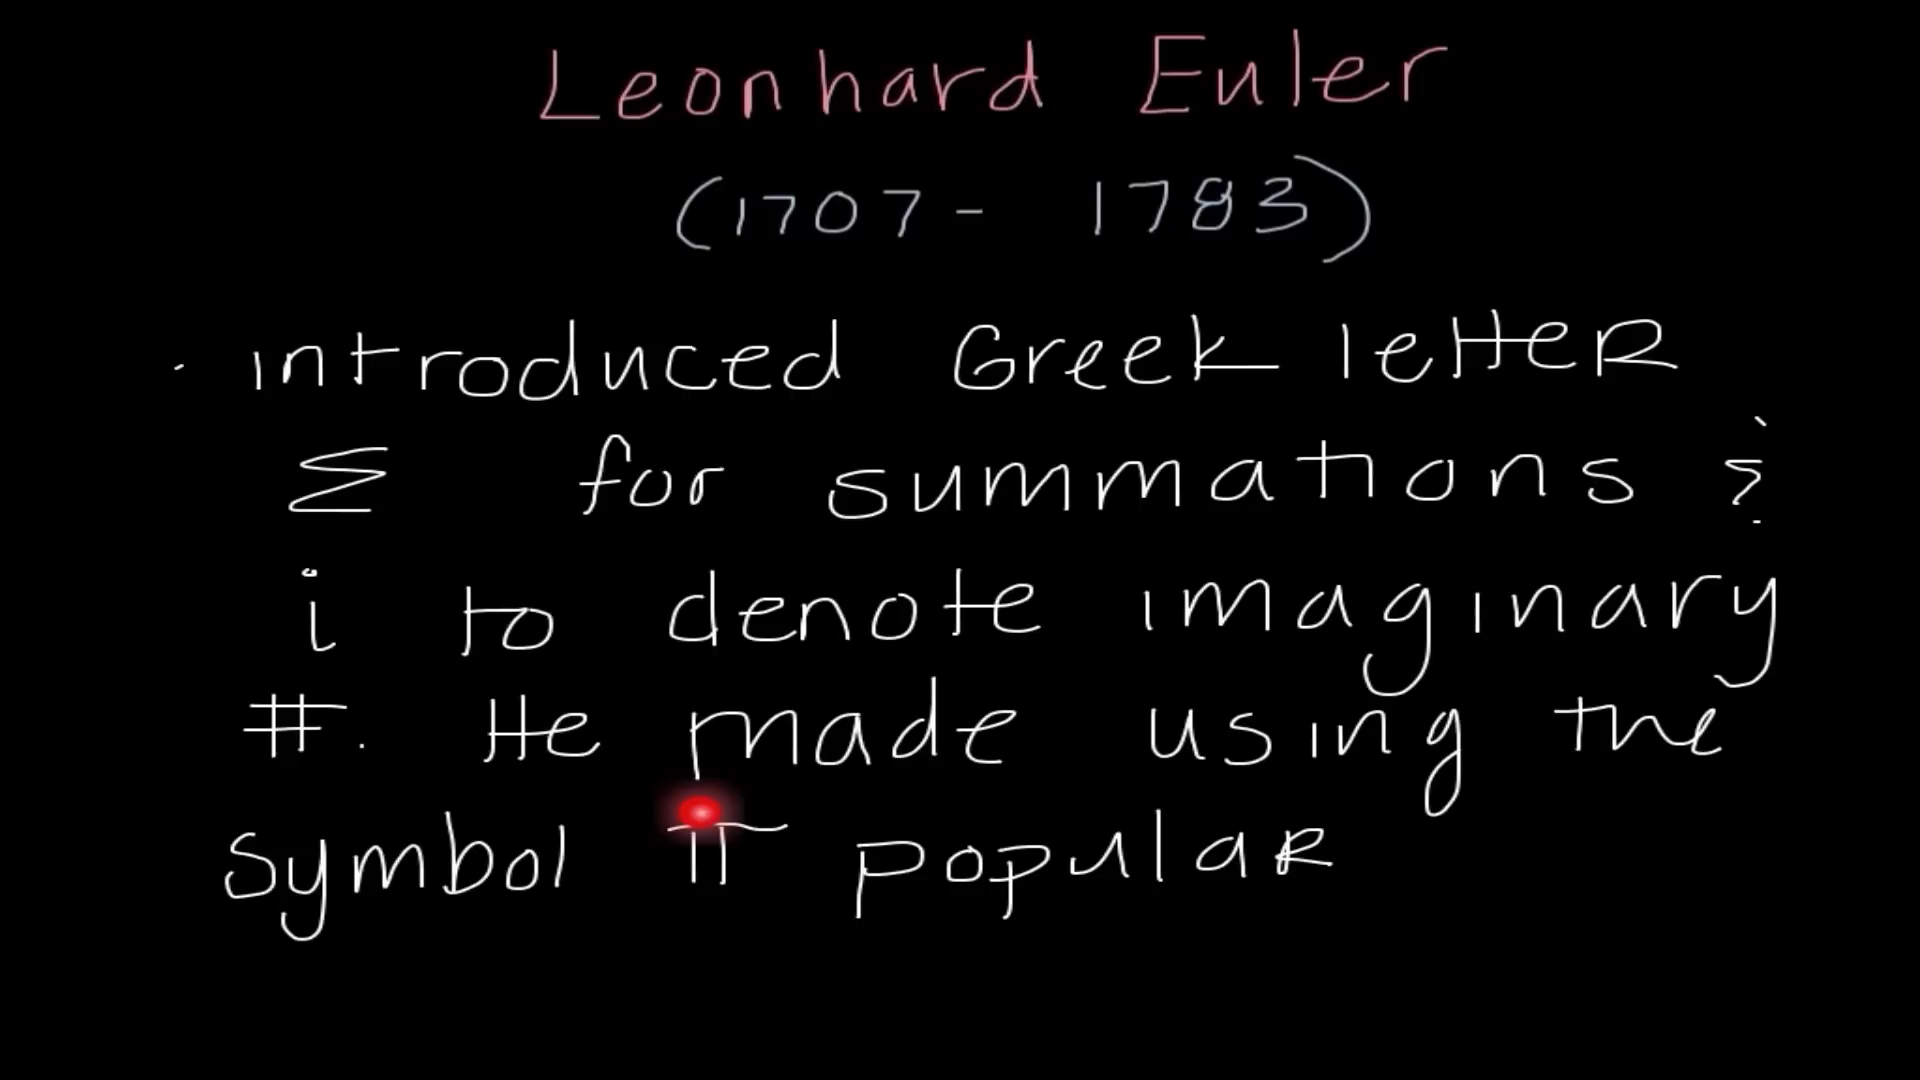 Leonhard Euler
(1707 - 1783)
· introduced Greek letter
Σ for summations &
i to denote imaginary
#. He made using the
symbol π popular